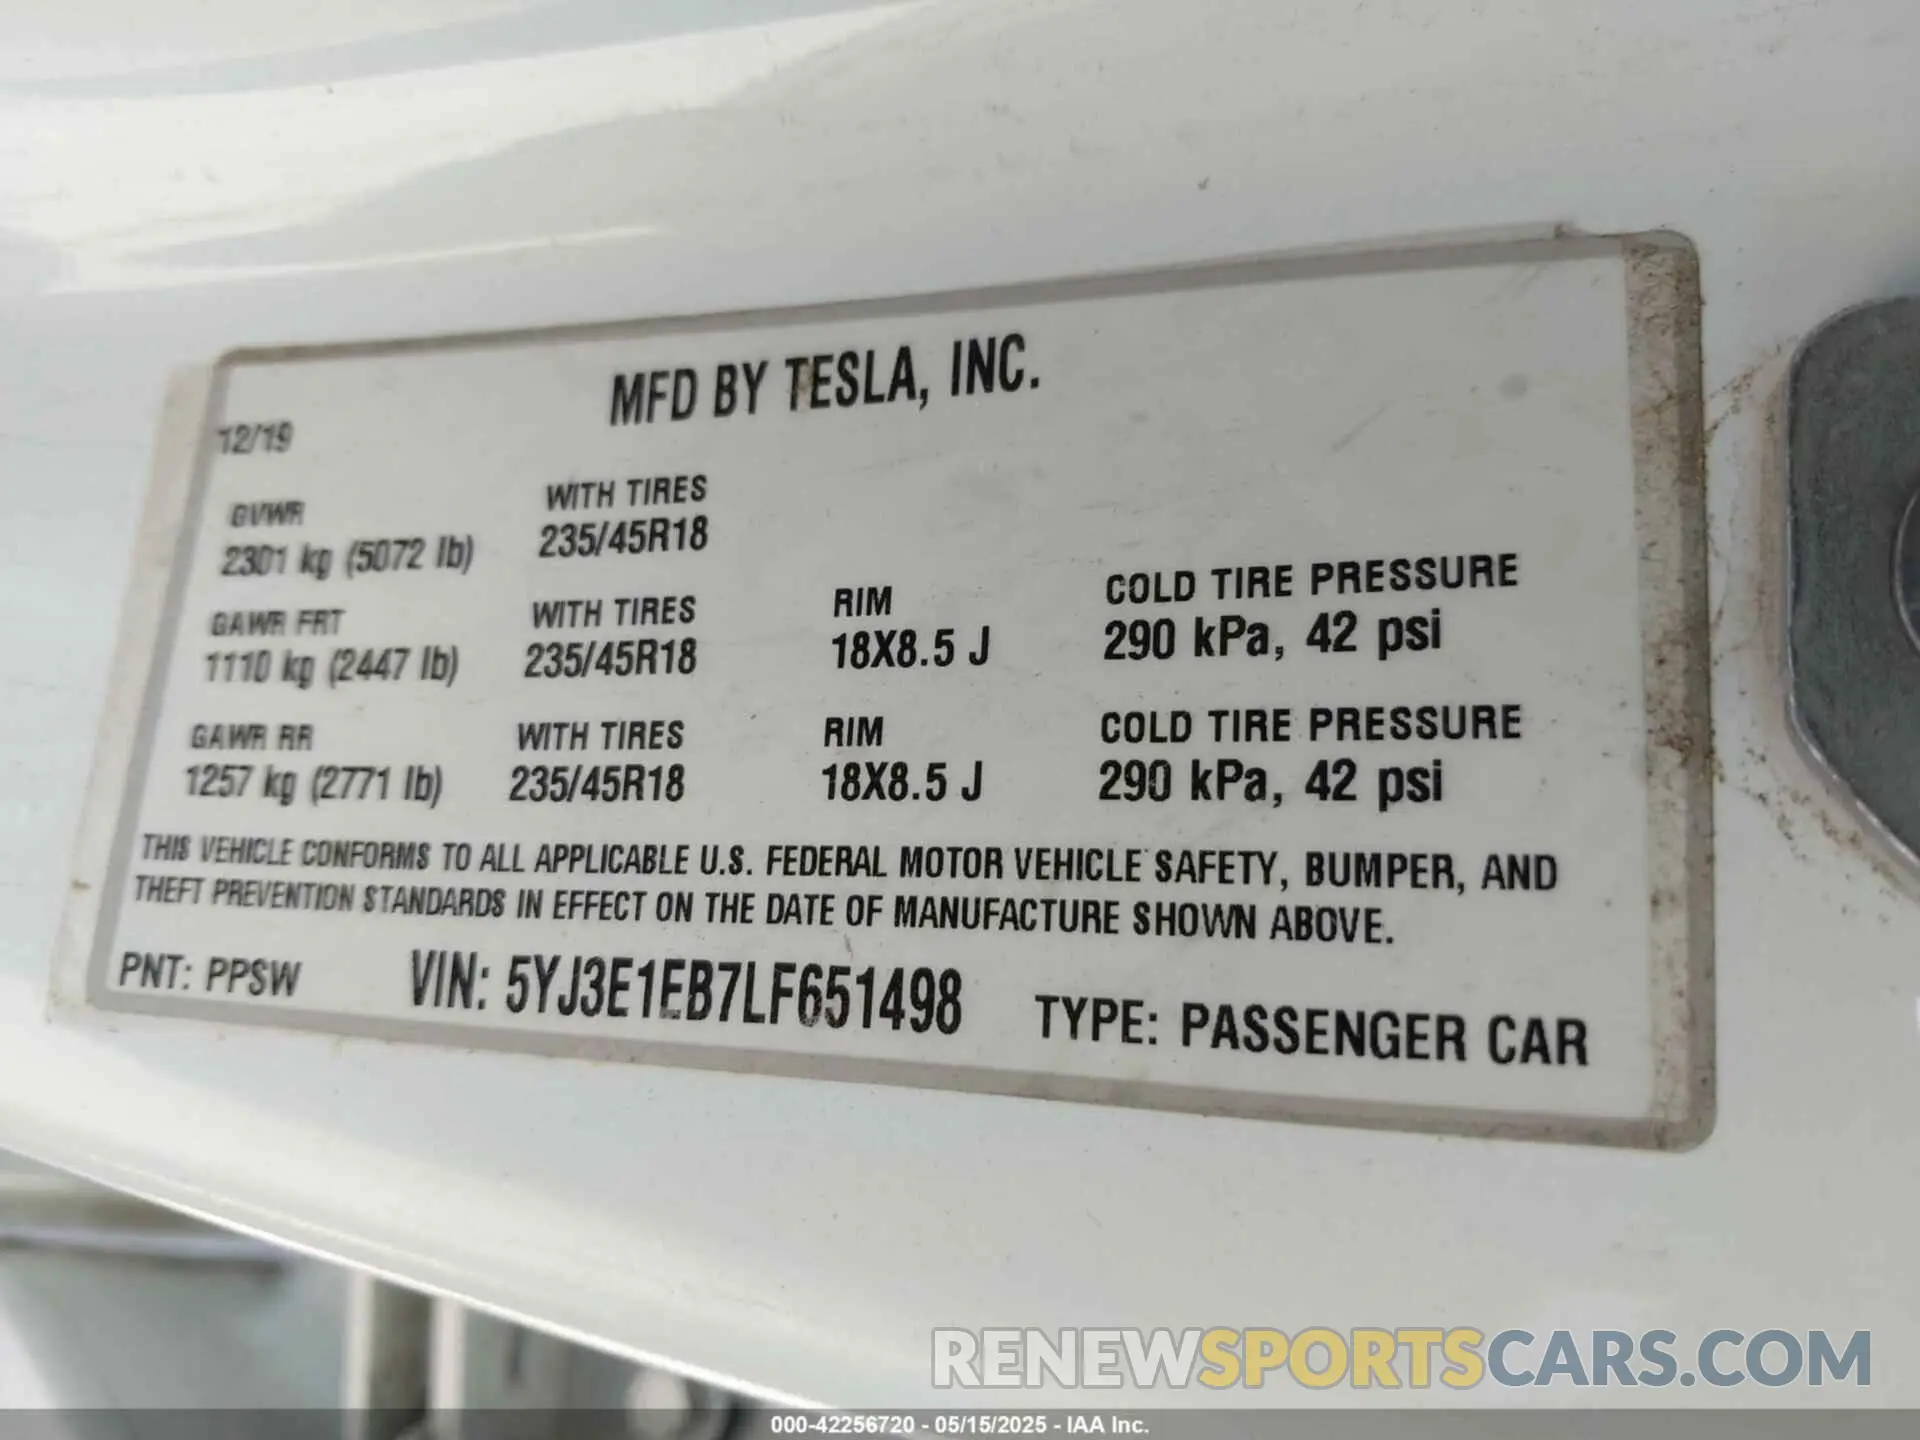 MFD BY TESLA, INC.
12/19
GVWR WITH TIRES
2301 kg (5072 lb) 235/45R18
GAWR FRT WITH TIRES RIM COLD TIRE PRESSURE
1110 kg (2447 lb) 235/45R18 18X8.5 J 290 kPa, 42 psi
GAWR RR WITH TIRES RIM COLD TIRE PRESSURE
1257 kg (2771 lb) 235/45R18 18X8.5 J 290 kPa, 42 psi
THIS VEHICLE CONFORMS TO ALL APPLICABLE U.S. FEDERAL MOTOR VEHICLE SAFETY, BUMPER, AND
THEFT PREVENTION STANDARDS IN EFFECT ON THE DATE OF MANUFACTURE SHOWN ABOVE.
PNT: PPSW VIN: 5YJ3E1EB7LF651498 TYPE: PASSENGER CAR
RENEWSPORTSCARS.COM
000-42256720 - 05/15/2025 - IAA Inc.